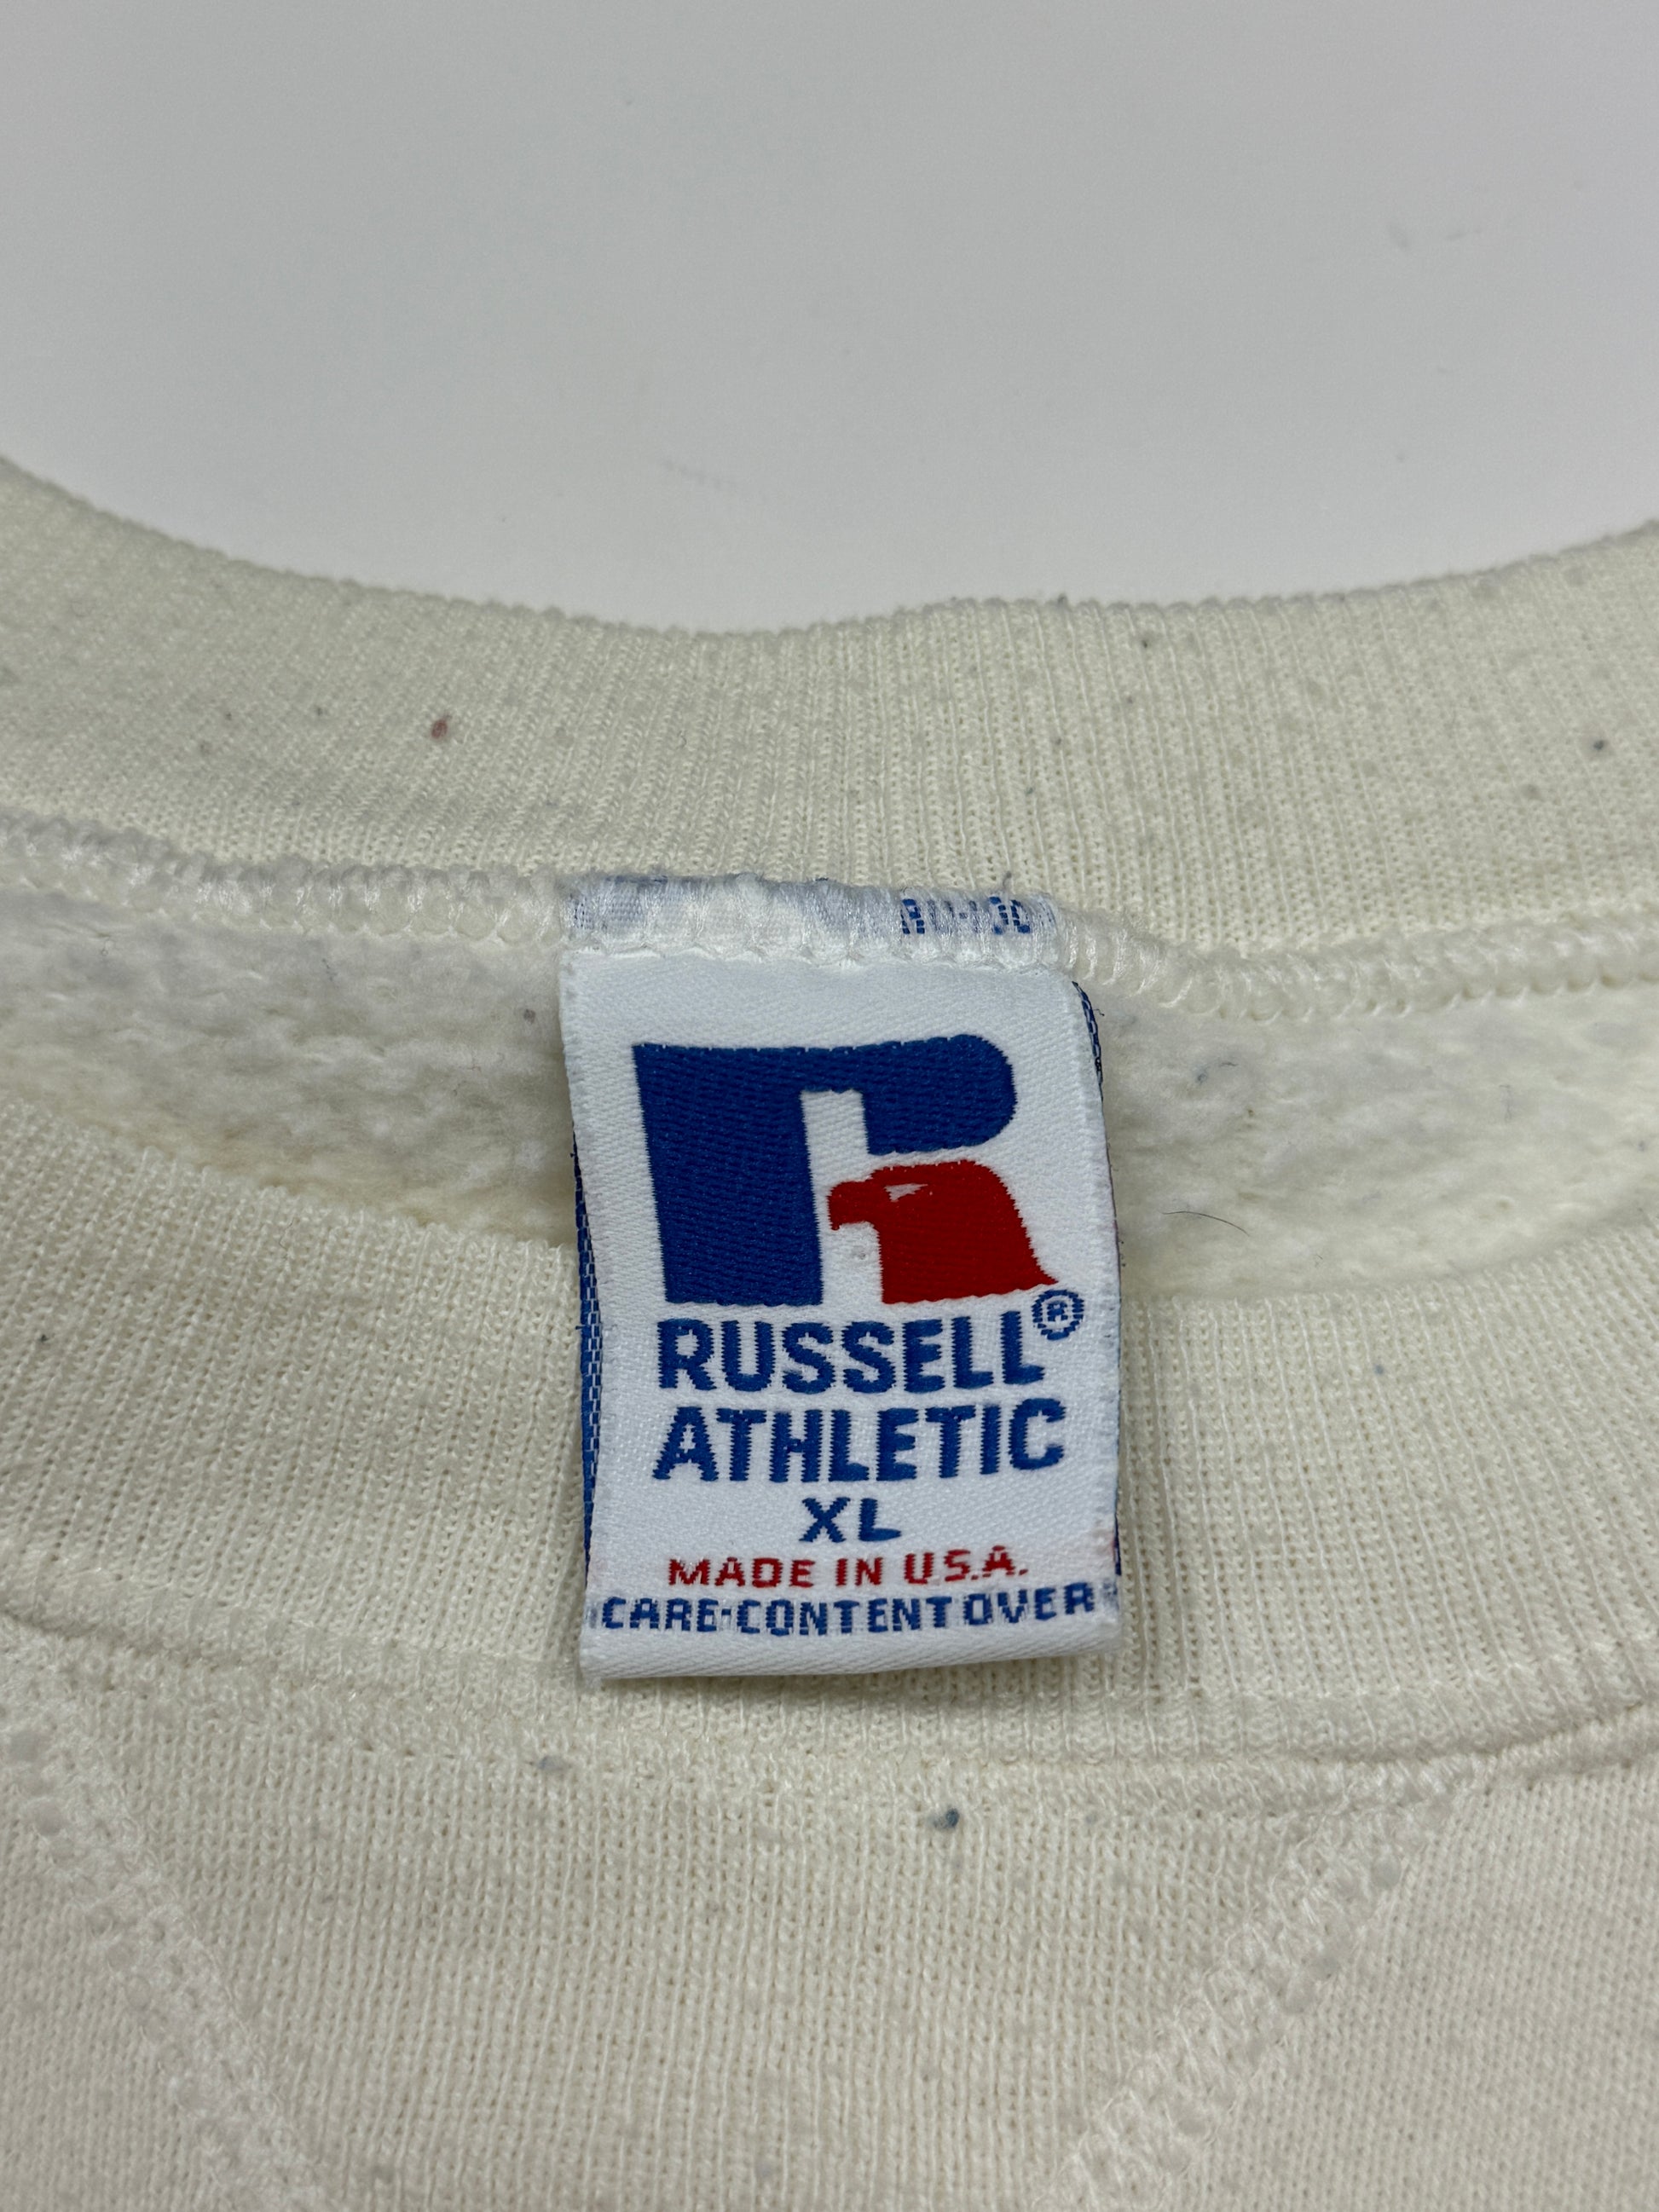 RUSSELL®
ATHLETIC
XL
MADE IN U.S.A.
CARE·CONTENT OVER